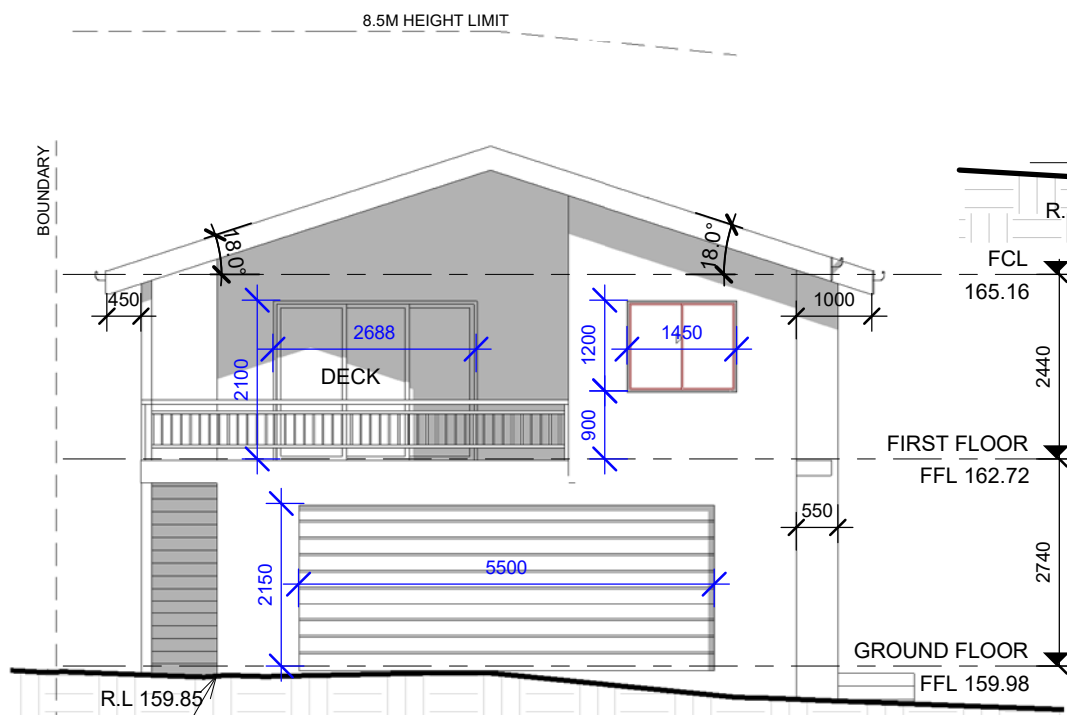 8.5M HEIGHT LIMIT
BOUNDARY
R.
18.0°
18.0°
FCL
165.16
450
1000
2688
1200
1450
2100
DECK
2440
900
FIRST FLOOR
FFL 162.72
550
2150
5500
2740
GROUND FLOOR
FFL 159.98
R.L 159.85